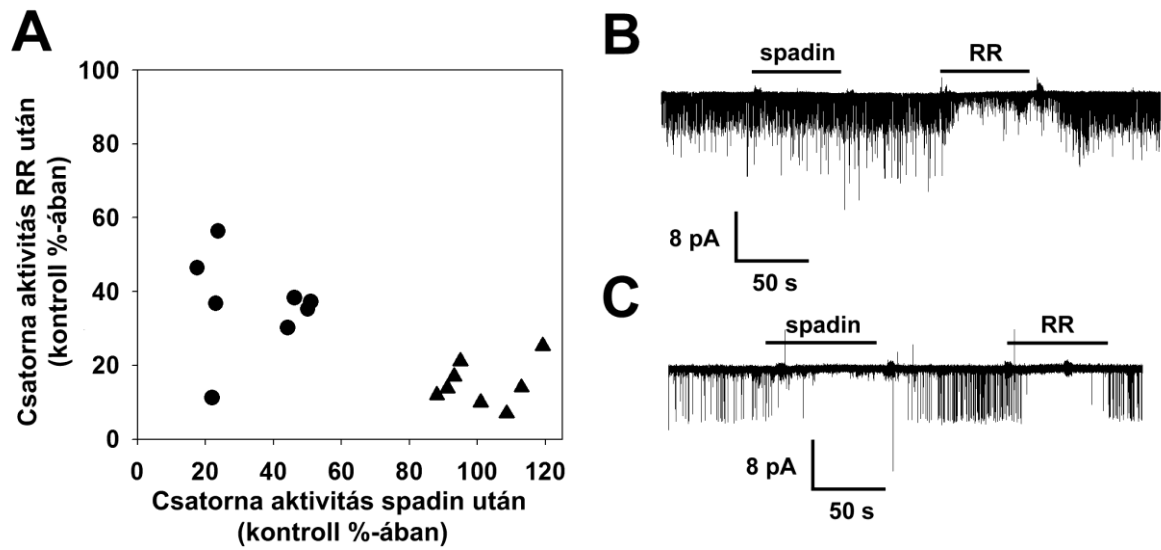 A
Csatorna aktivitás RR után
(kontroll %-ában)
100
80
60
40
20
0
0 20 40 60 80 100 120
Csatorna aktivitás spadin után
(kontroll %-ában)
B
spadin RR
8 pA
50 s
C
spadin RR
8 pA
50 s